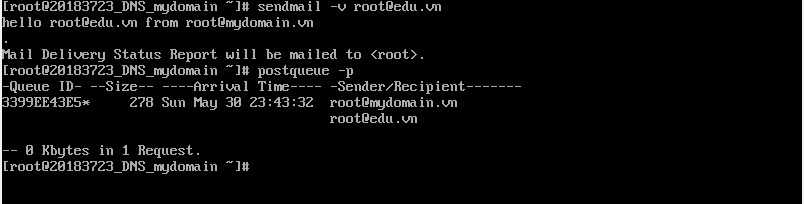 [root@20183723_DNS_mydomain ~]# sendmail -v root@edu.vn
hello root@edu.vn from root@mydomain.vn
.
Mail Delivery Status Report will be mailed to <root>.
[root@20183723_DNS_mydomain ~]# postqueue -p
-Queue ID- --Size-- ----Arrival Time---- -Sender/Recipient-------
3399EE43E5*     278 Sun May 30 23:43:32  root@mydomain.vn
                                         root@edu.vn
-- 0 Kbytes in 1 Request.
[root@20183723_DNS_mydomain ~]#